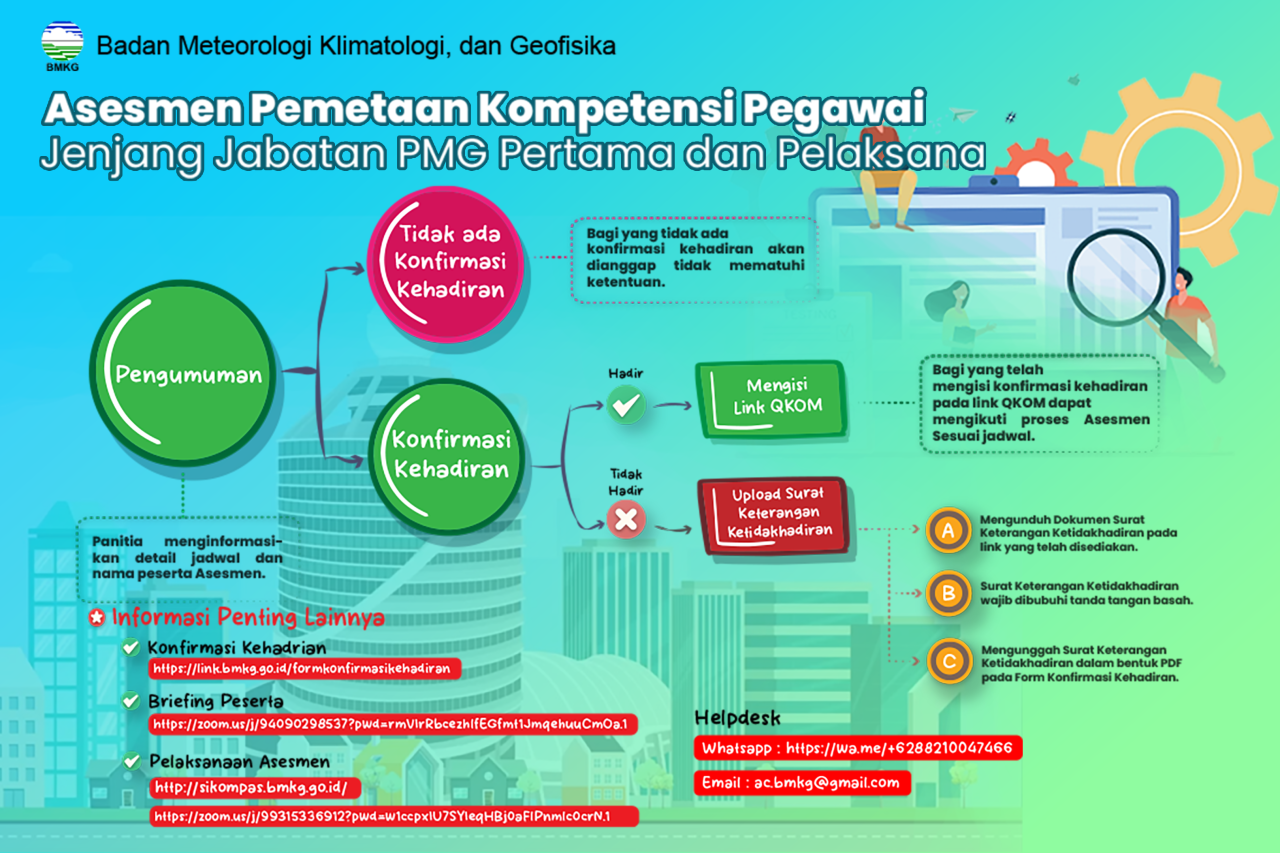 BMKG
Badan Meteorologi Klimatologi, dan Geofisika
Asesmen Pemetaan Kompetensi Pegawai
Jenjang Jabatan PMG Pertama dan Pelaksana
Tidak ada
Konfirmasi
Kehadiran
Bagi yang tidak ada
konfirmasi kehadiran akan
dianggap tidak mematuhi
ketentuan.
Pengumuman
Konfirmasi
Kehadiran
Hadir
Mengisi
Link QKOM
Bagi yang telah
mengisi konfirmasi kehadiran
pada link QKOM dapat
mengikuti proses Asesmen
Sesuai jadwal.
Tidak
Hadir
Upload Surat
Keterangan
Ketidakhadiran
A
Mengunduh Dokumen Surat
Keterangan Ketidakhadiran pada
link yang telah disediakan.
B
Surat Keterangan Ketidakhadiran
wajib dibubuhi tanda tangan basah.
C
Mengunggah Surat Keterangan
Ketidakhadiran dalam bentuk PDF
pada Form Konfirmasi Kehadiran.
Panitia menginformasi-
kan detail jadwal dan
nama peserta Asesmen.
Informasi Penting Lainnya
Konfirmasi Kehadrian
https://link.bmkg.go.id/formkonfirmasikehadiran
Briefing Peserta
https://zoom.us/j/94090298537?pwd=rmVlrRbcezhlfEGfmt1JmqehuuCmOa.1
Pelaksanaan Asesmen
http://sikompas.bmkg.go.id/
https://zoom.us/j/99315336912?pwd=w1ccpxIU7SYleqHBj0aFlPnmIc0crN.1
Helpdesk
Whatsapp : https://wa.me/+6288210047466
Email : ac.bmkg@gmail.com